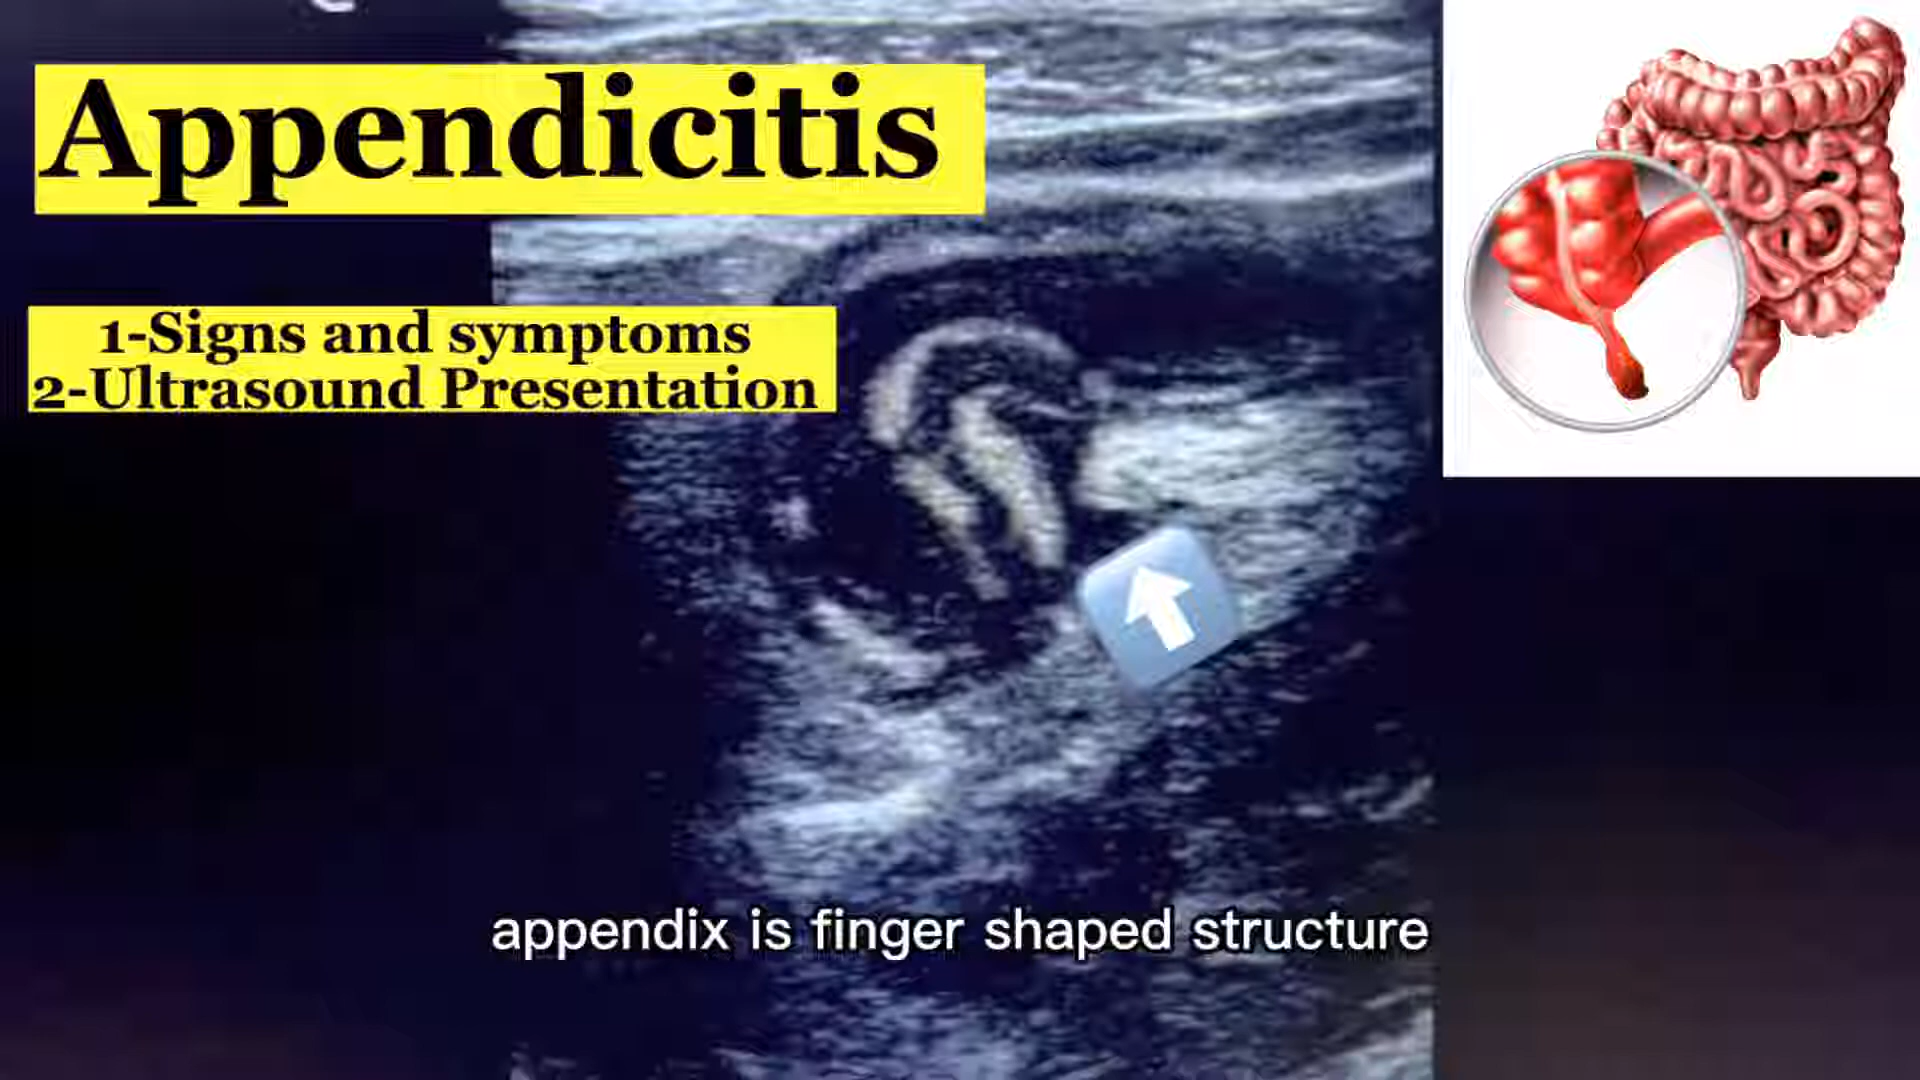 Appendicitis
1-Signs and symptoms
2-Ultrasound Presentation
appendix is finger shaped structure